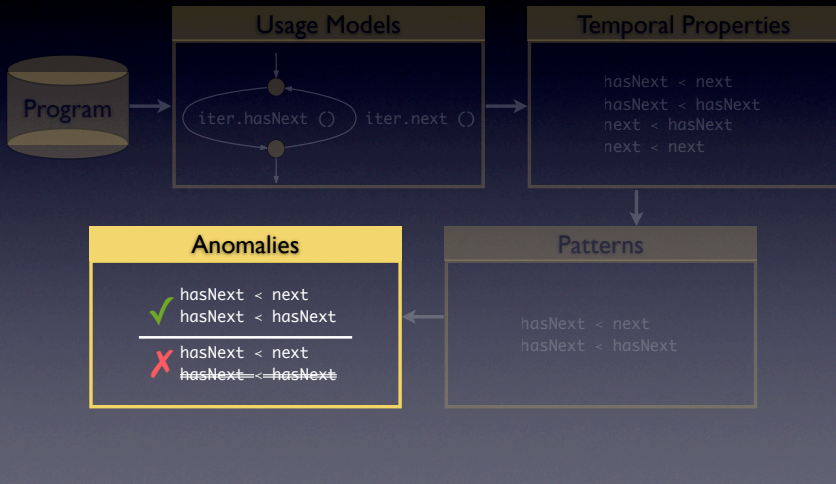 Usage Models
Temporal Properties
Program
iter.hasNext () iter.next ()
hasNext < next
hasNext < hasNext
next < hasNext
next < next
Anomalies
✓ hasNext < next
hasNext < hasNext
✗ hasNext < next
hasNext < hasNext
Patterns
hasNext < next
hasNext < hasNext